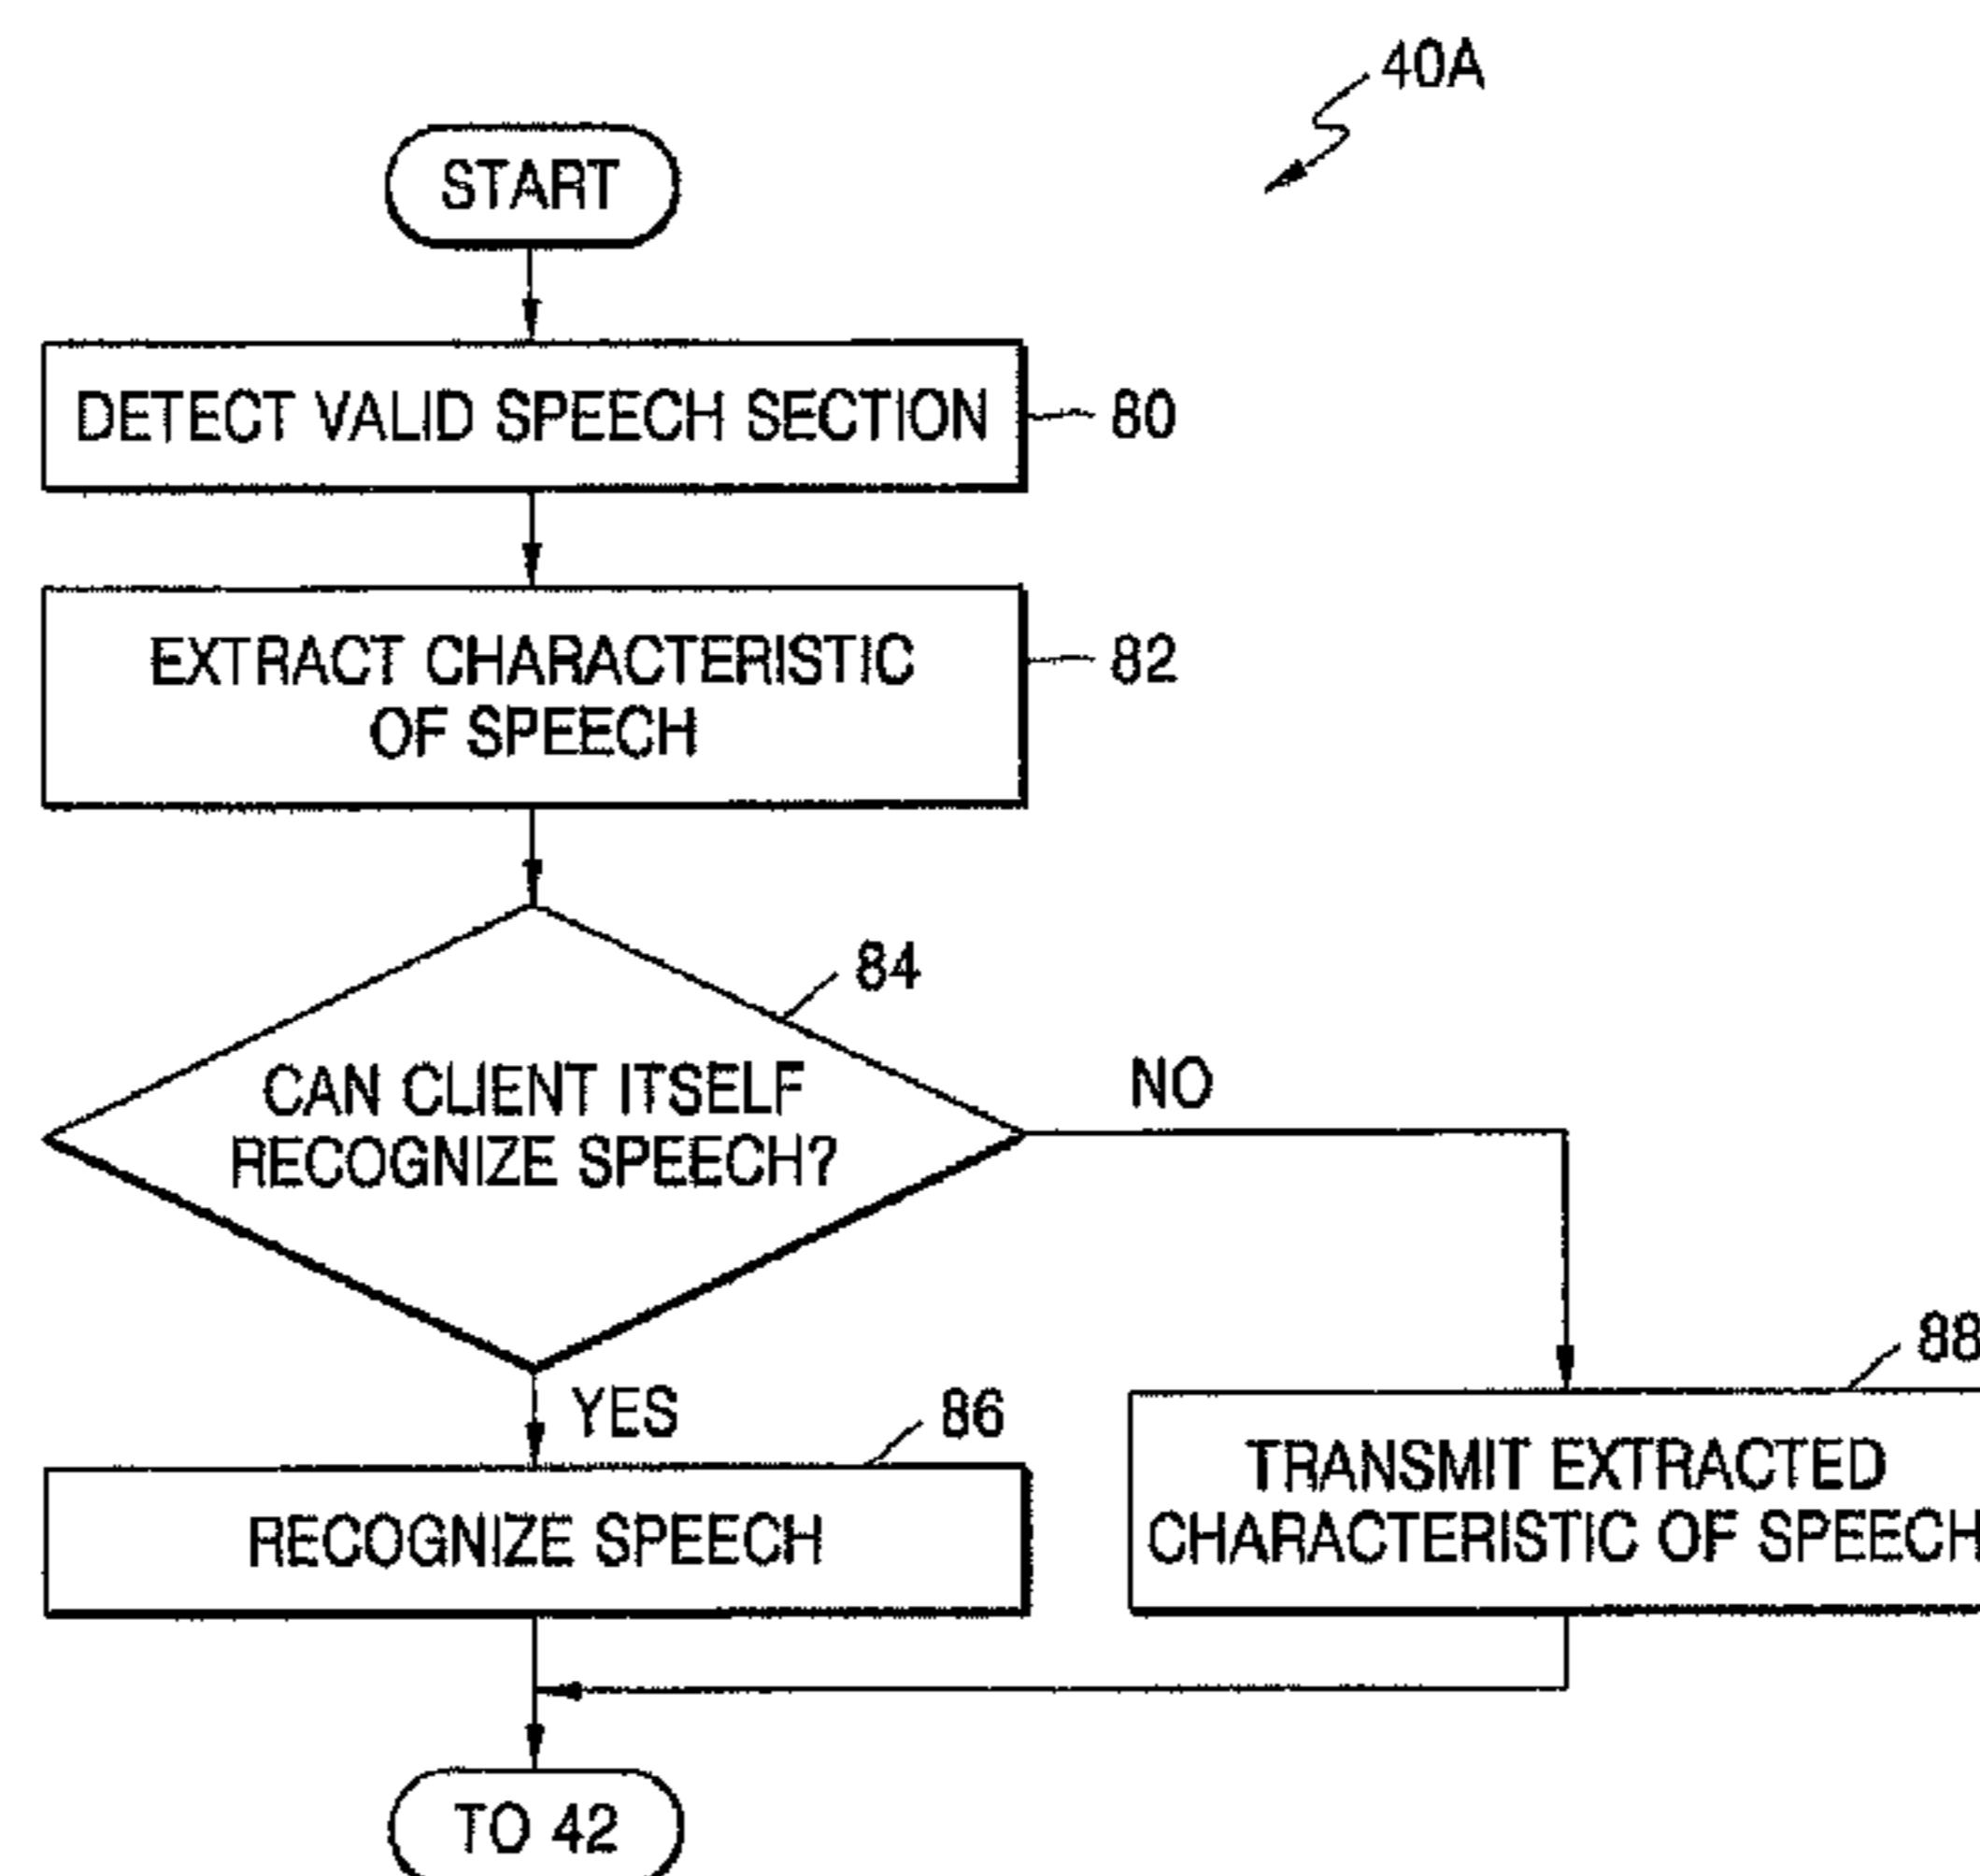 40A
START
DETECT VALID SPEECH SECTION
80
EXTRACT CHARACTERISTIC
OF SPEECH
82
84
CAN CLIENT ITSELF
RECOGNIZE SPEECH?
NO
YES
86
88
RECOGNIZE SPEECH
TRANSMIT EXTRACTED
CHARACTERISTIC OF SPEECH
TO 42